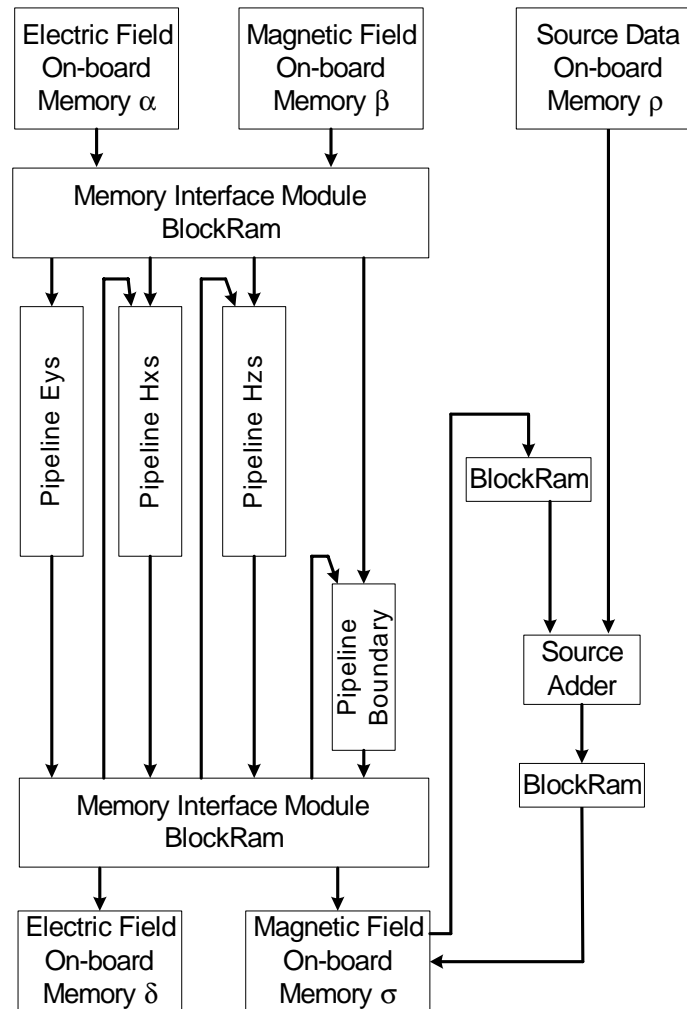 Electric Field
On-board
Memory α
Magnetic Field
On-board
Memory β
Source Data
On-board
Memory ρ
Memory Interface Module
BlockRam
Pipeline Eys
Pipeline Hxs
Pipeline Hzs
BlockRam
Pipeline
Boundary
Source
Adder
BlockRam
Memory Interface Module
BlockRam
Electric Field
On-board
Memory δ
Magnetic Field
On-board
Memory σ